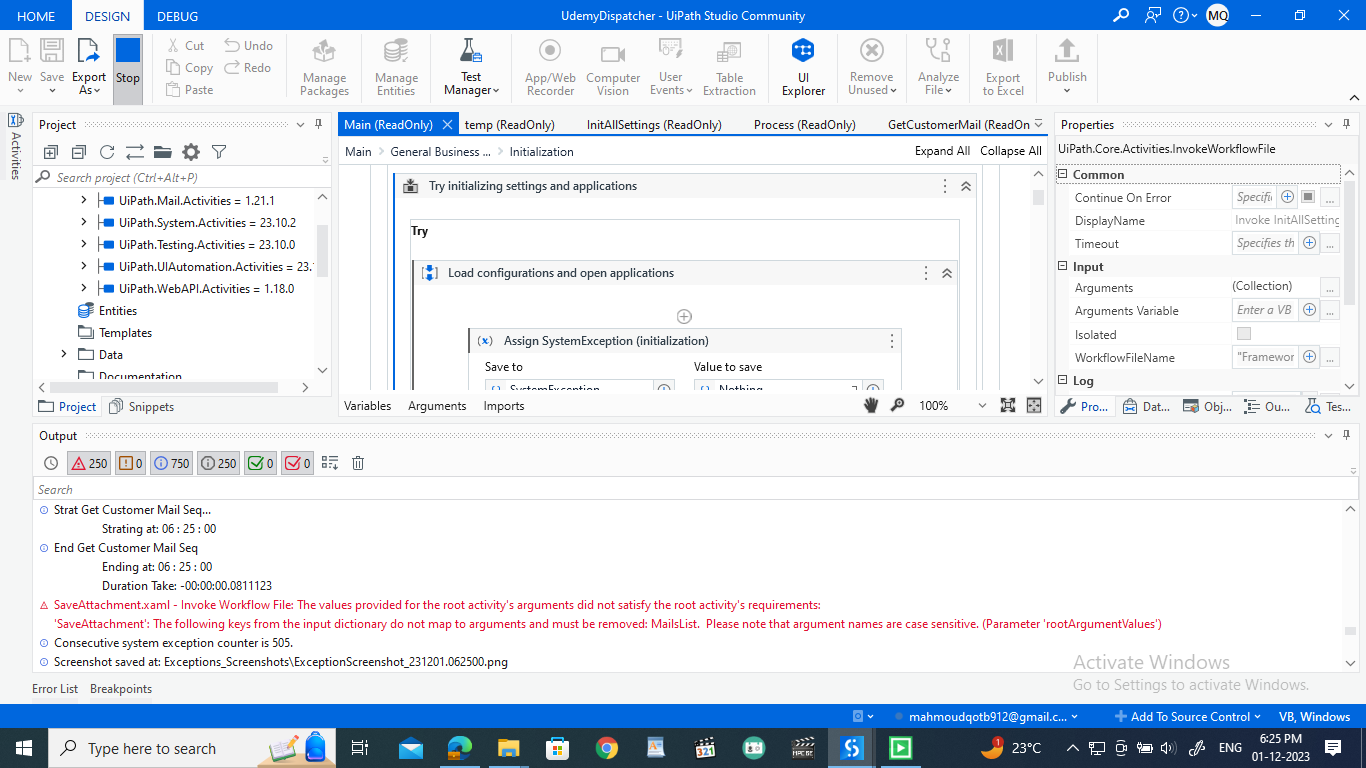 HOME DESIGN DEBUG UdemyDispatcher - UiPath Studio Community MQ
New Save Export As Stop Cut Copy Paste Undo Redo Manage Packages Manage Entities Test Manager App/Web Recorder Computer Vision User Events Table Extraction UI Explorer Remove Unused Analyze File Export to Excel Publish
Activities
Project
Search project (Ctrl+Alt+P)
UiPath.Mail.Activities = 1.21.1
UiPath.System.Activities = 23.10.2
UiPath.Testing.Activities = 23.10.0
UiPath.UIAutomation.Activities = 23.
UiPath.WebAPI.Activities = 1.18.0
Entities
Templates
Data
Documentation
Project Snippets
Main (ReadOnly) temp (ReadOnly) InitAllSettings (ReadOnly) Process (ReadOnly) GetCustomerMail (ReadOn
Main General Business ... Initialization Expand All Collapse All
Try initializing settings and applications
Try
Load configurations and open applications
Assign SystemException (initialization)
Save to Value to save
SystemException Nothing
Variables Arguments Imports 100%
Properties
UiPath.Core.Activities.InvokeWorkflowFile
Common
Continue On Error Specifi ...
DisplayName Invoke InitAllSetting
Timeout Specifies th ...
Input
Arguments (Collection) ...
Arguments Variable Enter a VB ...
Isolated
WorkflowFileName "Framewor ...
Log
Pro... Dat... Obj... Ou... Tes...
Output
250 0 750 250 0 0
Search
Strat Get Customer Mail Seq...
Strating at: 06 : 25 : 00
End Get Customer Mail Seq
Ending at: 06 : 25 : 00
Duration Take: -00:00:00.0811123
SaveAttachment.xaml - Invoke Workflow File: The values provided for the root activity's arguments did not satisfy the root activity's requirements:
'SaveAttachment': The following keys from the input dictionary do not map to arguments and must be removed: MailsList.  Please note that argument names are case sensitive. (Parameter 'rootArgumentValues')
Consecutive system exception counter is 505.
Screenshot saved at: Exceptions_Screenshots\ExceptionScreenshot_231201.062500.png
Activate Windows
Go to Settings to activate Windows.
Error List Breakpoints
mahmoudqotb912@gmail.c... Add To Source Control VB, Windows
Type here to search 321 23°C ENG 6:25 PM
01-12-2023